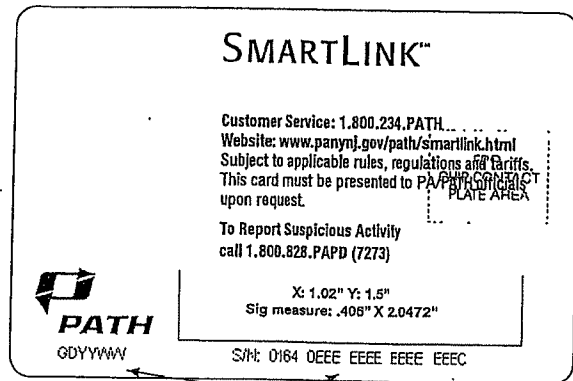 SMARTLINK™
Customer Service: 1.800.234.PATH
Website: www.panynj.gov/path/smartlink.html
Subject to applicable rules, regulations and tariffs.
This card must be presented to PA/PATH officials
upon request.
CHIP CONTACT
PLATE AREA
To Report Suspicious Activity
call 1.800.828.PAPD (7273)
X: 1.02" Y: 1.5"
Sig measure: .406" X 2.0472"
PATH
GDYYWW
S/N: 0164 0EEE EEEE EEEE EEEC